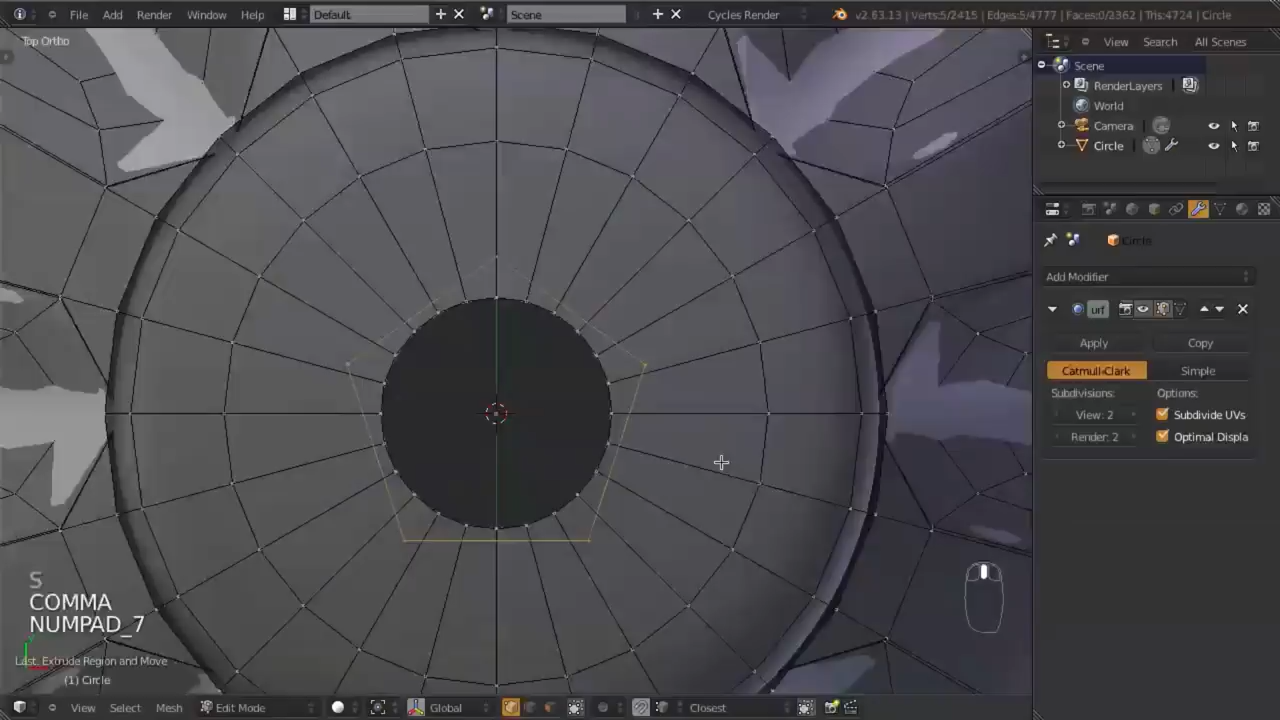 File Add Render Window Help Default Scene Cycles Render v2.63.13 | Verts:5/2415 | Edges:5/4777 | Faces:0/2362 | Tris:4724 | Circle
Top Ortho
View Search All Scenes
Scene
RenderLayers
World
Camera
Circle
Circle
Add Modifier
urf
Apply Copy
Catmull-Clark Simple
Subdivisions: Options:
View: 2 Subdivide UVs
Render: 2 Optimal Displa
S
COMMA
NUMPAD_7
Last: Extrude Region and Move
(1) Circle
View Select Mesh Edit Mode Global Closest